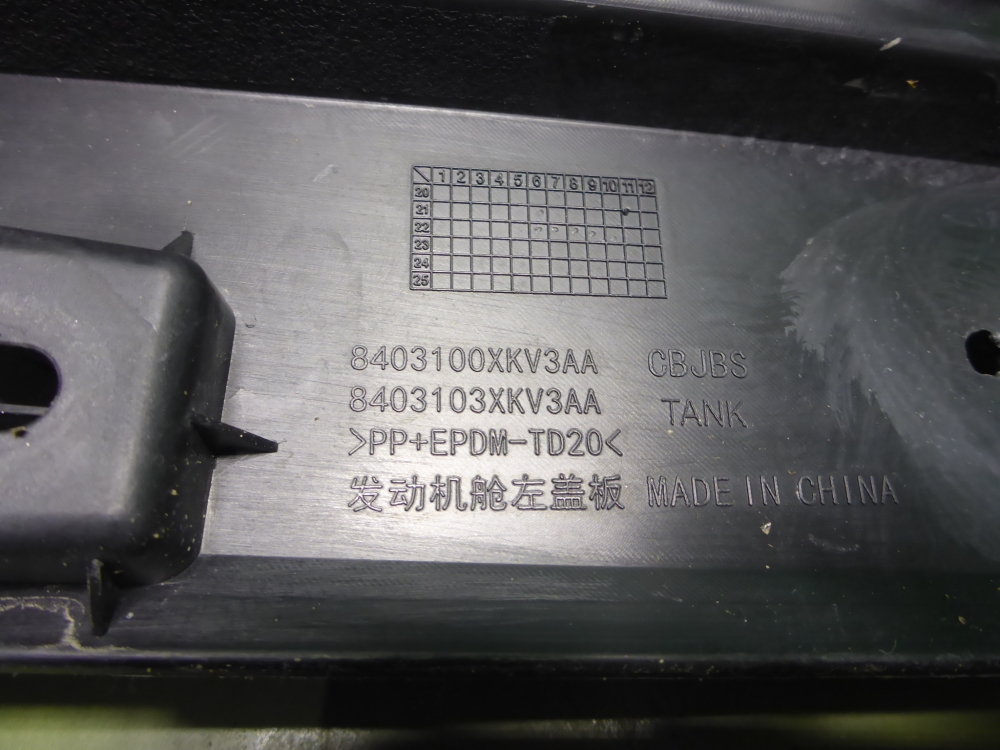 1 2 3 4 5 6 7 8 9 10 11 12
20
21
22
23
24
25
8403100XKV3AA CBJBS
8403103XKV3AA TANK
>PP+EPDM-TD20<
发动机舱左盖板 MADE IN CHINA